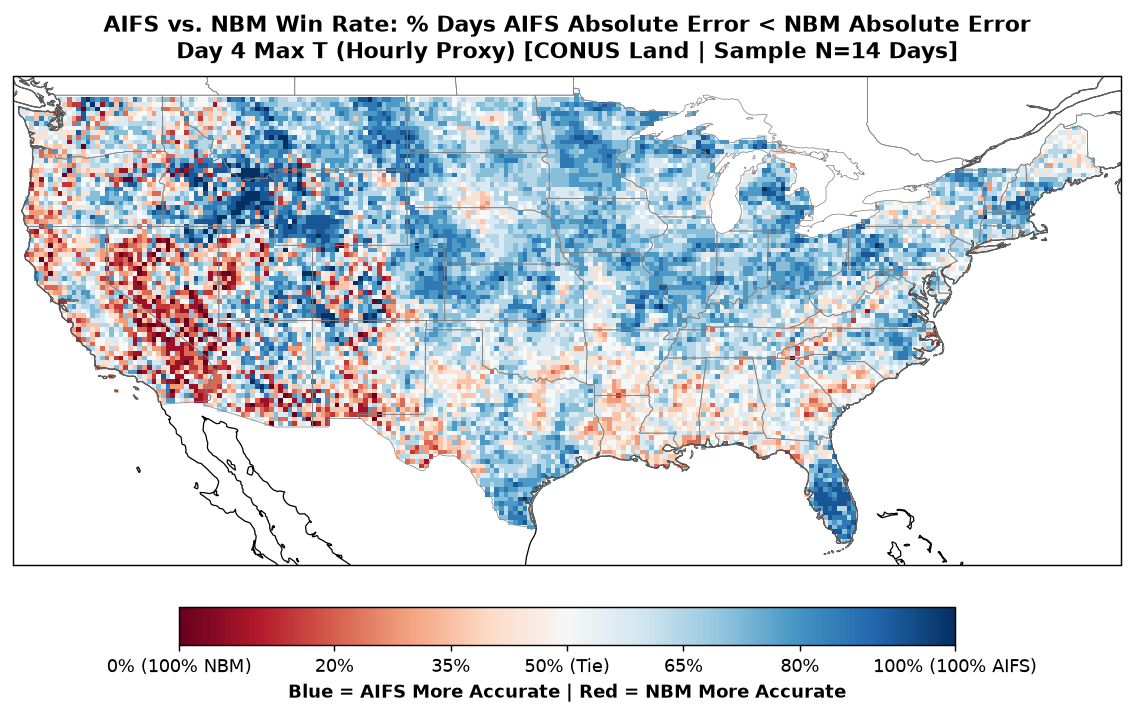 AIFS vs. NBM Win Rate: % Days AIFS Absolute Error < NBM Absolute Error
Day 4 Max T (Hourly Proxy) [CONUS Land | Sample N=14 Days]
0% (100% NBM) 20% 35% 50% (Tie) 65% 80% 100% (100% AIFS)
Blue = AIFS More Accurate | Red = NBM More Accurate